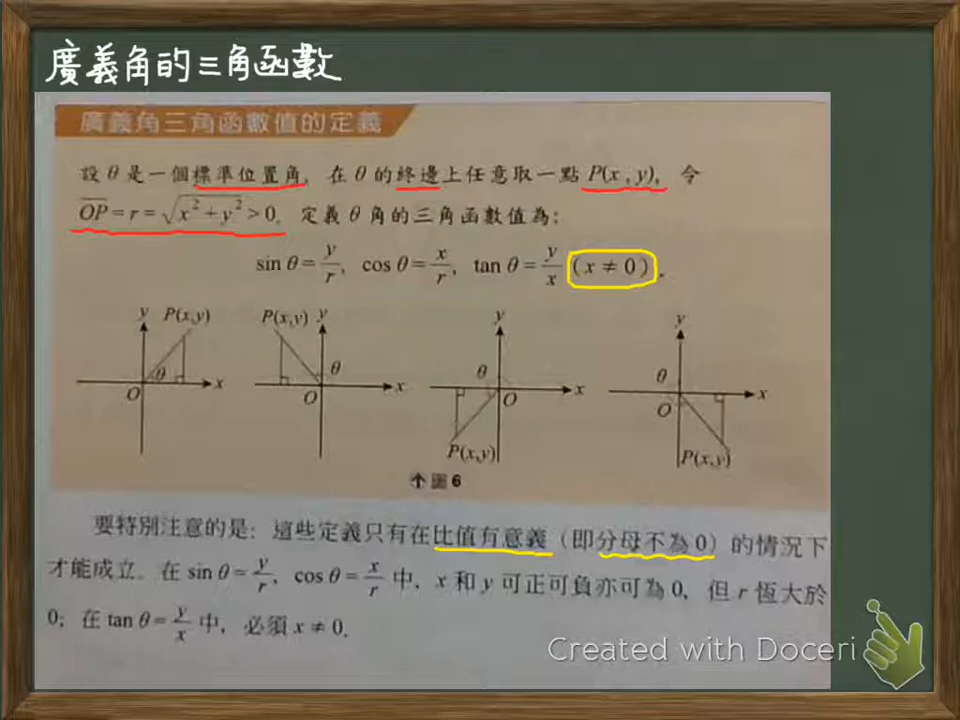 廣義角的三角函數
廣義角三角函數值的定義
設 θ 是一個標準位置角，在 θ 的終邊上任意取一點 P(x, y)，令
OP = r = √(x² + y²) > 0。定義 θ 角的三角函數值為：
sin θ = y/r, cos θ = x/r, tan θ = y/x (x ≠ 0).
y P(x,y) P(x,y) y y y
θ θ θ θ
O x O x O x O x
P(x,y) P(x,y)
圖6
要特別注意的是：這些定義只有在比值有意義（即分母不為 0）的情況下
才能成立。在 sin θ = y/r, cos θ = x/r 中，x 和 y 可正可負亦可為 0，但 r 恆大於
0；在 tan θ = y/x 中，必須 x ≠ 0.
Created with Doceri